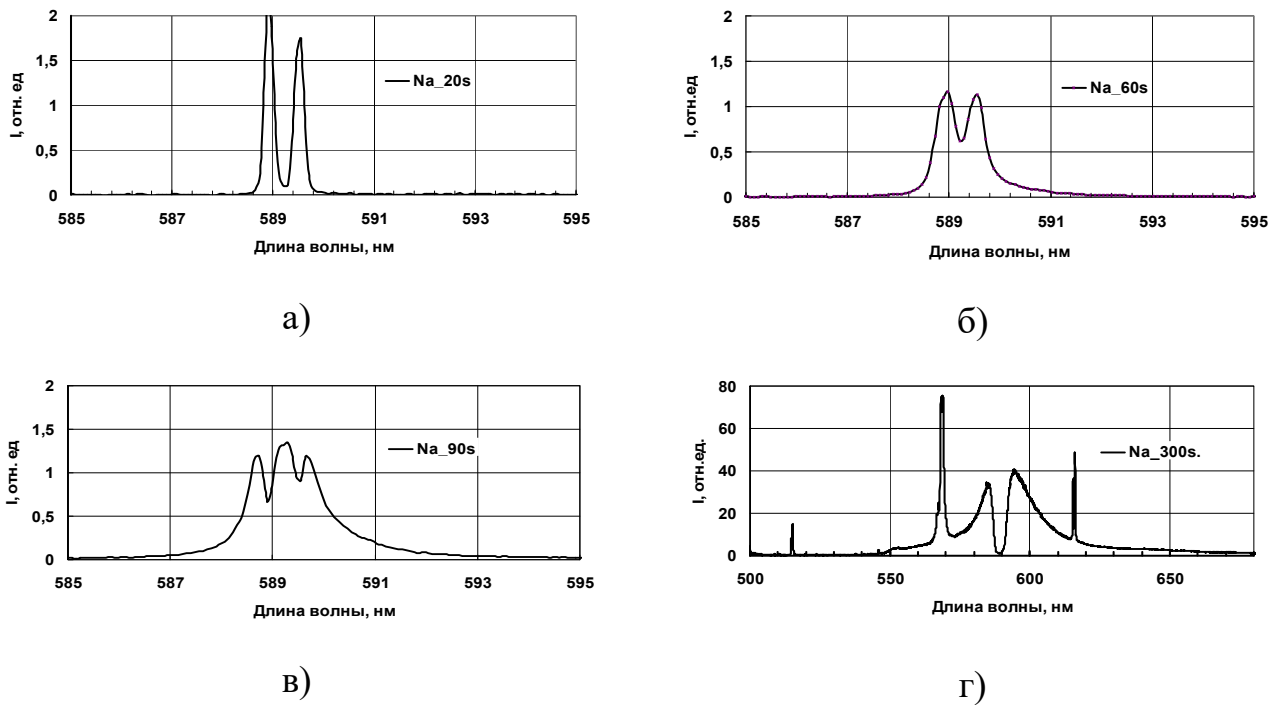 2
1,5
1
0,5
0
I, отн. ед
Na_20s
585 587 589 591 593 595
Длина волны, нм
а)
2
1,5
1
0,5
0
I, отн.ед
Na_60s
585 587 589 591 593 595
Длина волны, нм
б)
2
1,5
1
0,5
0
I, отн. ед
Na_90s
585 587 589 591 593 595
Длина волны, нм
в)
80
60
40
20
0
I, отн.ед.
Na_300s.
500 550 600 650
Длина волны, нм
г)